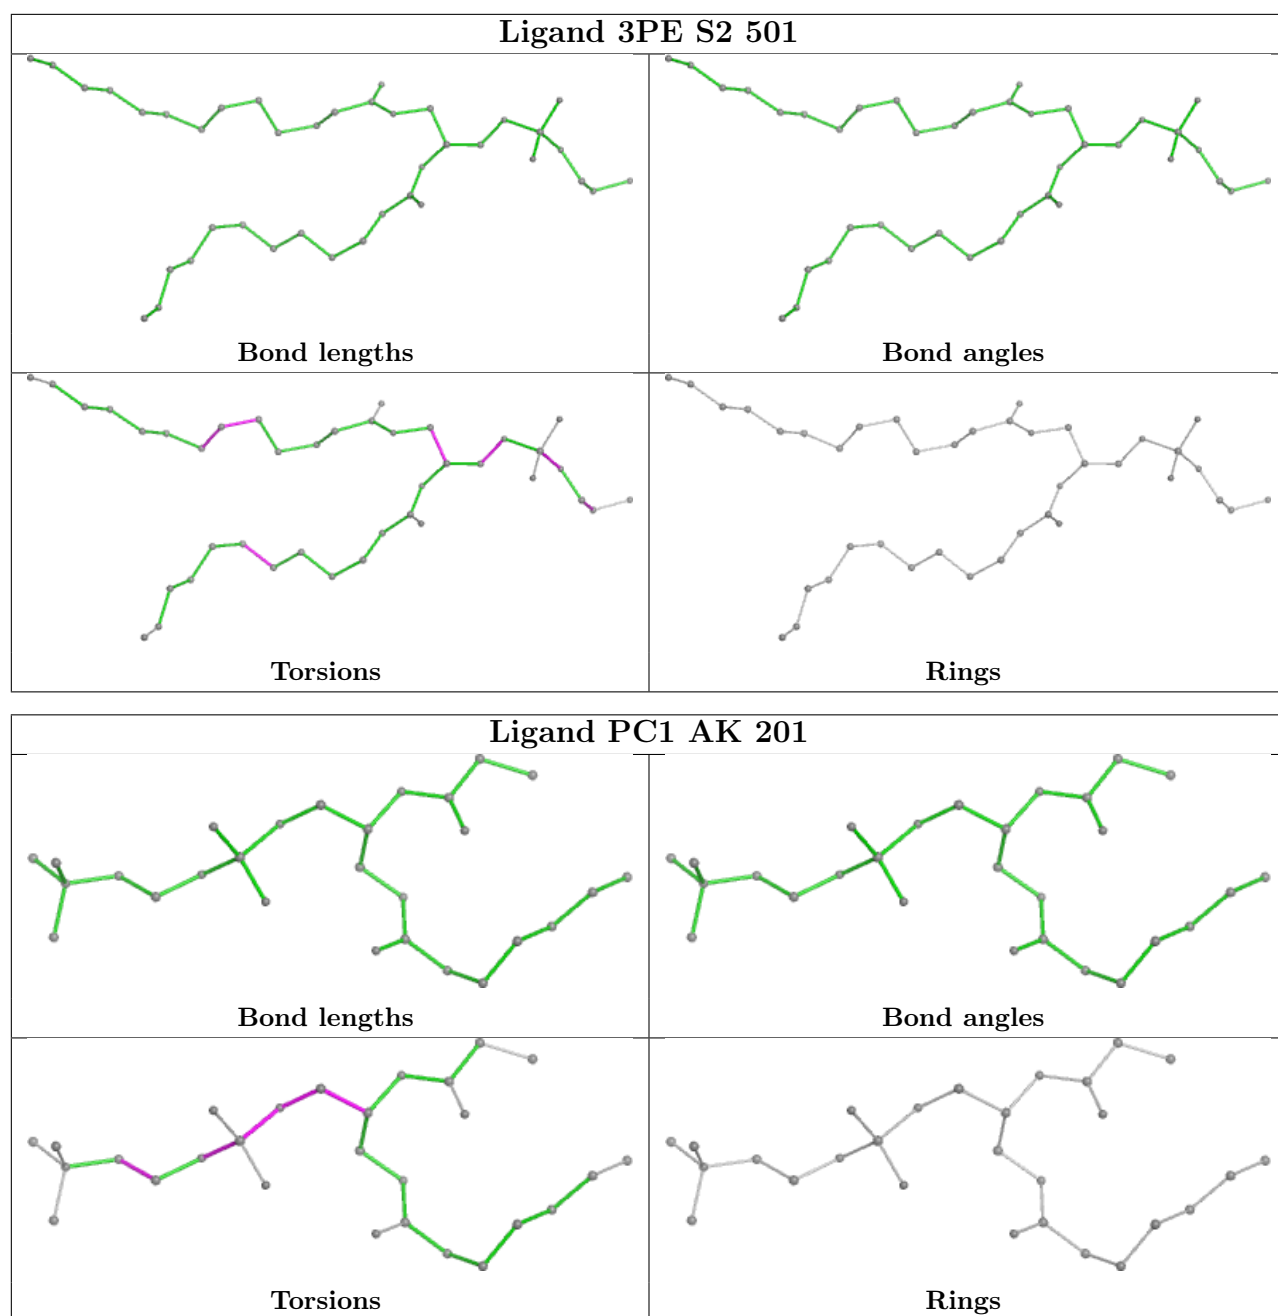 Ligand 3PE S2 501
Bond lengths
Bond angles
Torsions
Rings
Ligand PC1 AK 201
Bond lengths
Bond angles
Torsions
Rings